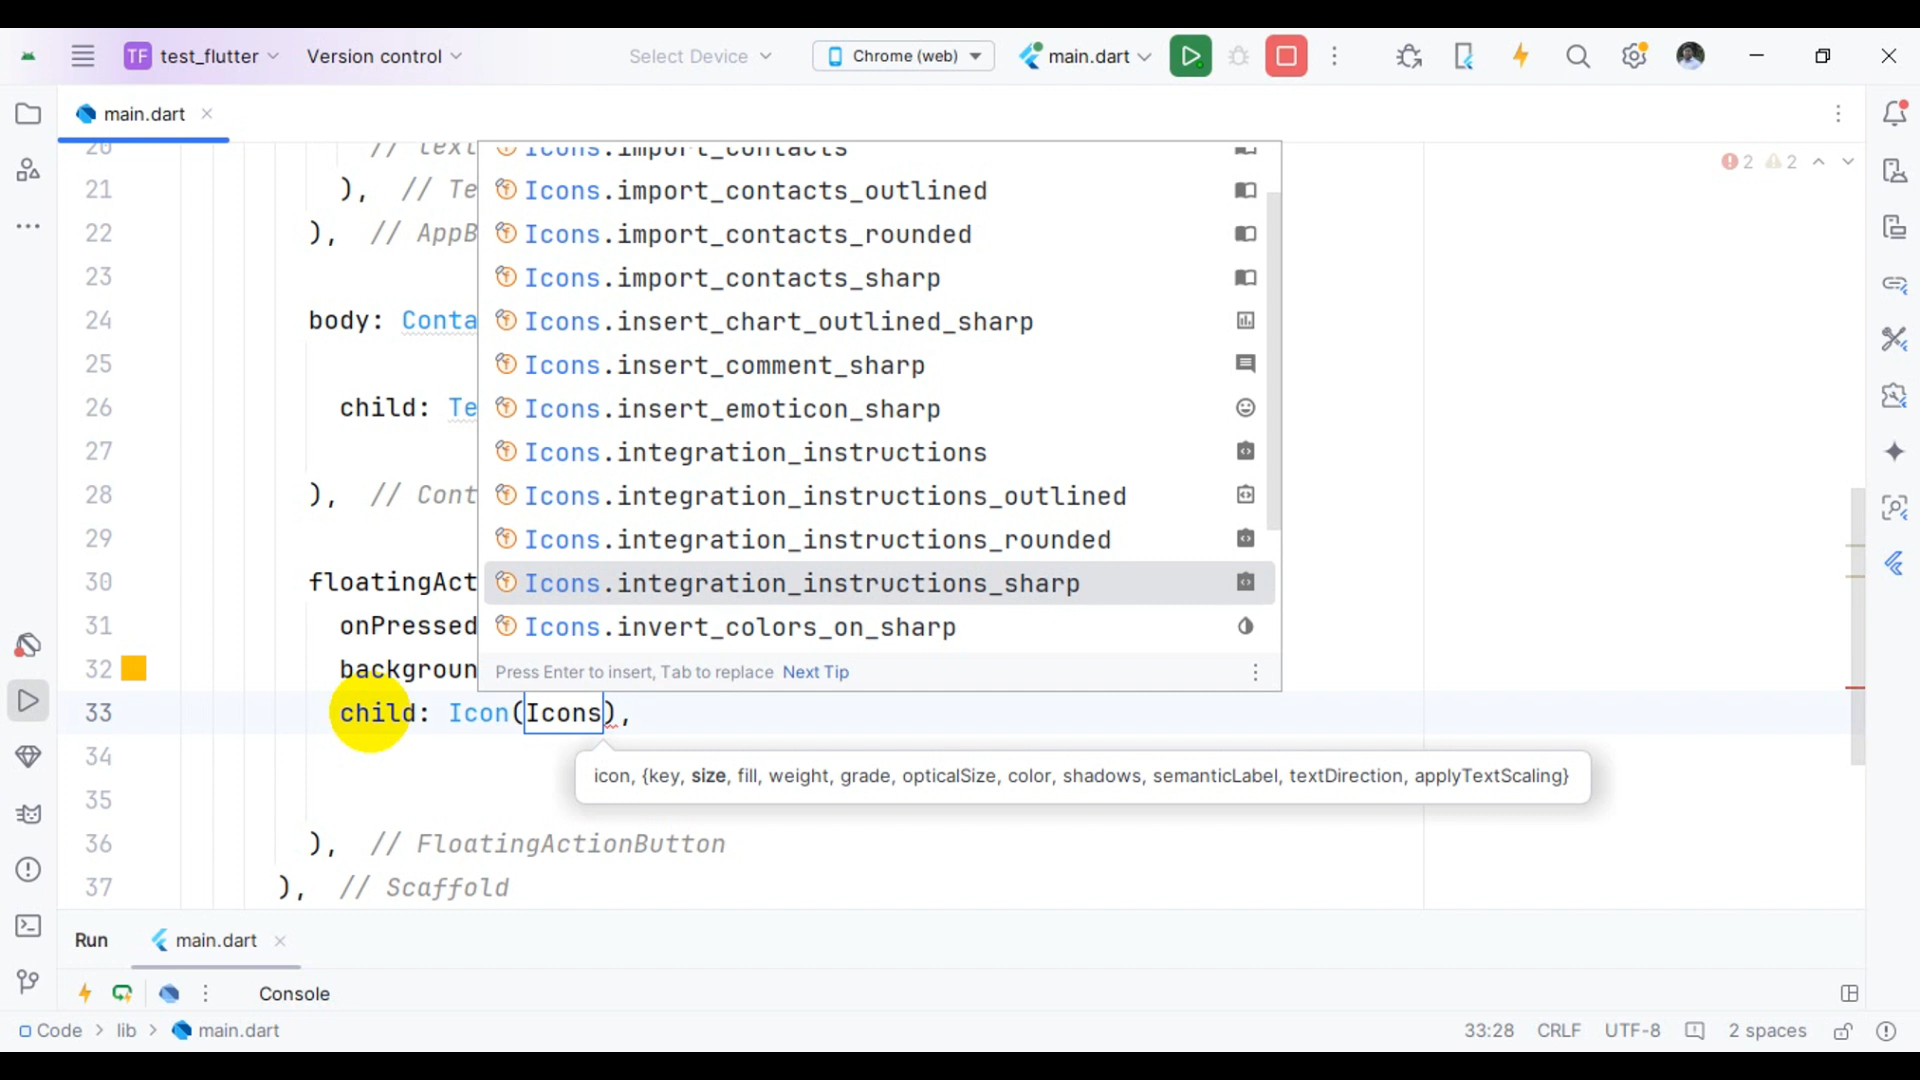 TF test_flutter Version control Select Device Chrome (web) main.dart
main.dart
20 // text
Icons.import_contacts
21 ), // Te
Icons.import_contacts_outlined
2 2
22 ), // AppB
Icons.import_contacts_rounded
23
Icons.import_contacts_sharp
24 body: Conta
Icons.insert_chart_outlined_sharp
25
Icons.insert_comment_sharp
26 child: Te
Icons.insert_emoticon_sharp
27
Icons.integration_instructions
28 ), // Cont
Icons.integration_instructions_outlined
29
Icons.integration_instructions_rounded
30 floatingAct
Icons.integration_instructions_sharp
31 onPressed
Icons.invert_colors_on_sharp
32 backgroun
Press Enter to insert, Tab to replace Next Tip
33 child: Icon(Icons),
34
icon, {key, size, fill, weight, grade, opticalSize, color, shadows, semanticLabel, textDirection, applyTextScaling}
35
36 ), // FloatingActionButton
37 ), // Scaffold
Run main.dart
Console
Code > lib > main.dart 33:28 CRLF UTF-8 2 spaces